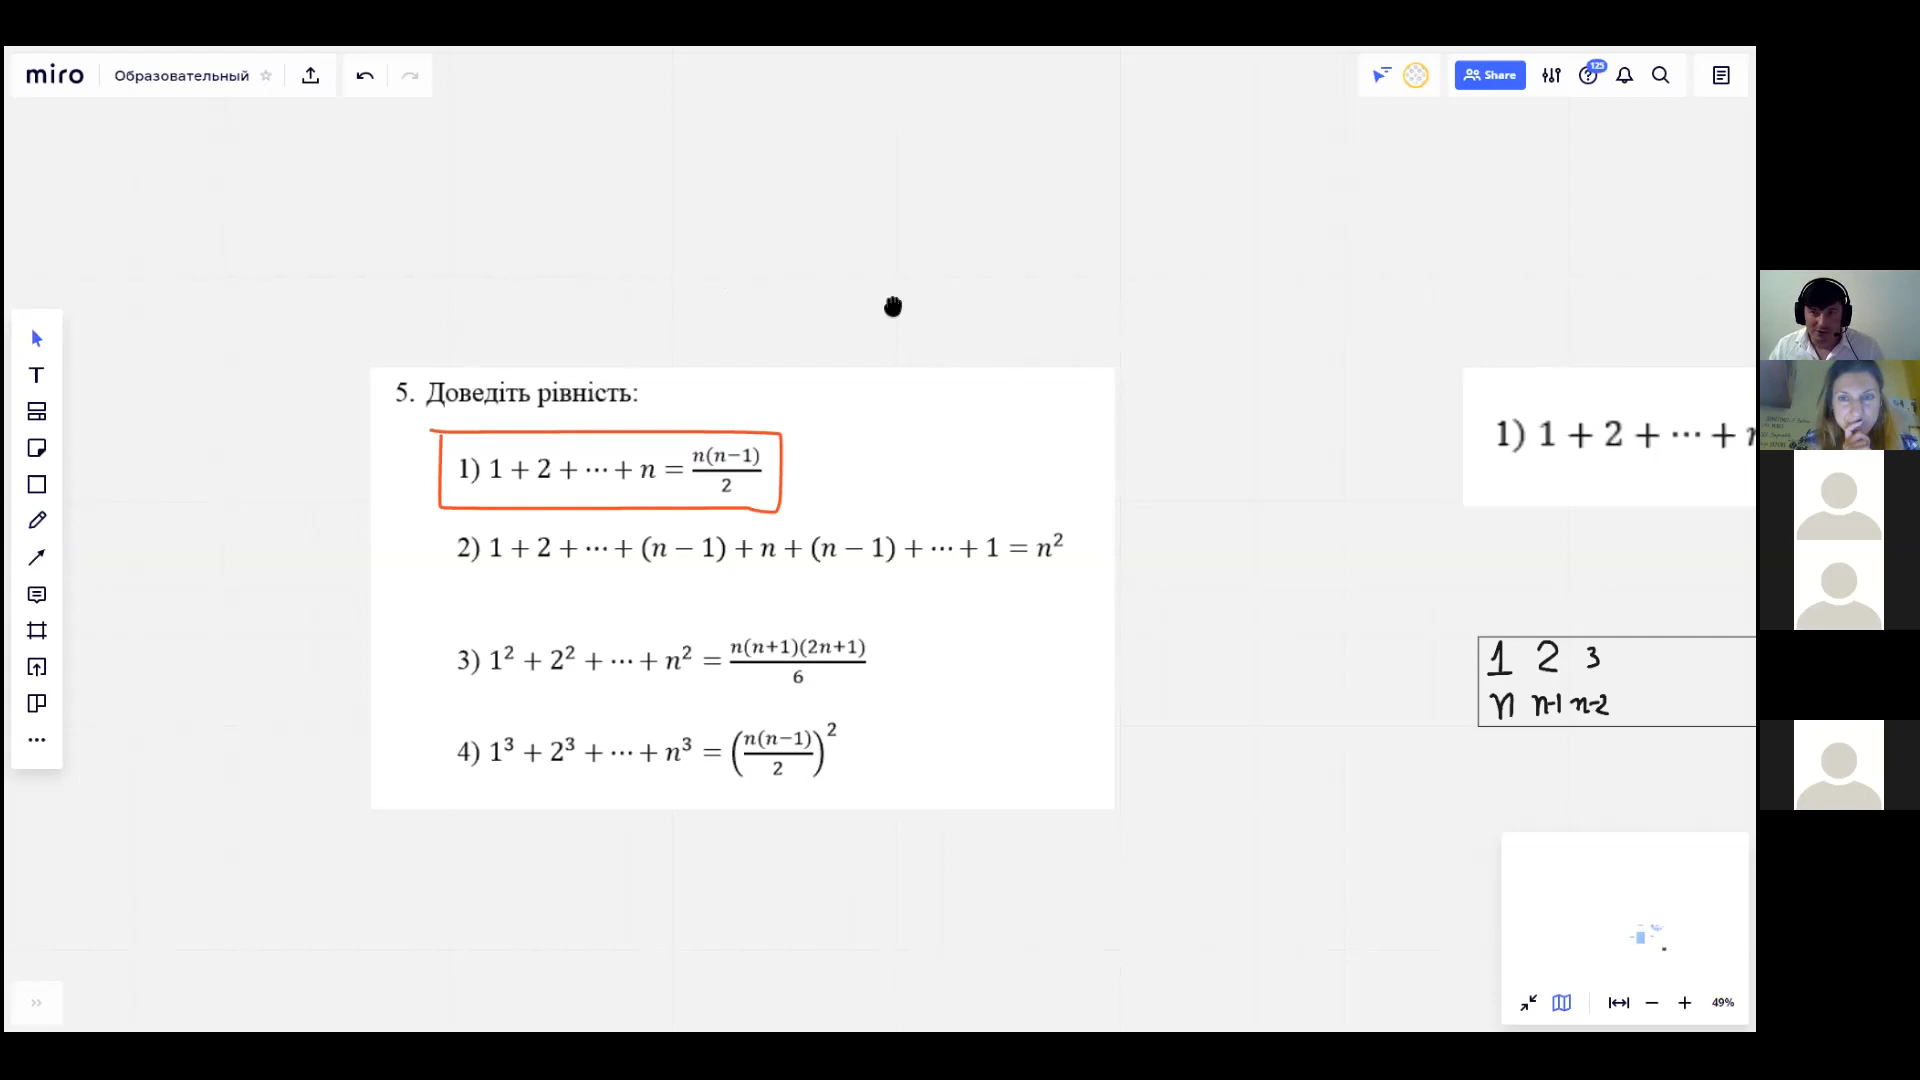 miro Образовательный
Share 125
5. Доведіть рівність:
1) 1 + 2 + ⋯ + n = n(n−1)/2
2) 1 + 2 + ⋯ + (n − 1) + n + (n − 1) + ⋯ + 1 = n²
3) 1² + 2² + ⋯ + n² = n(n+1)(2n+1)/6
4) 1³ + 2³ + ⋯ + n³ = (n(n−1)/2)²
1) 1 + 2 + ⋯ +
1 2 3
n n-1 n-2
T
49%